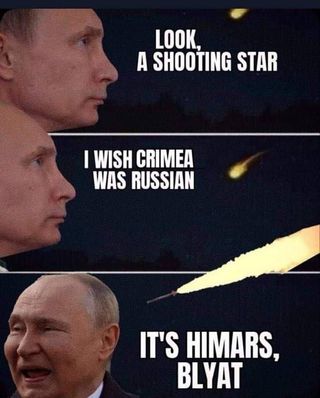 LOOK,
A SHOOTING STAR
I WISH CRIMEA
WAS RUSSIAN
IT'S HIMARS,
BLYAT